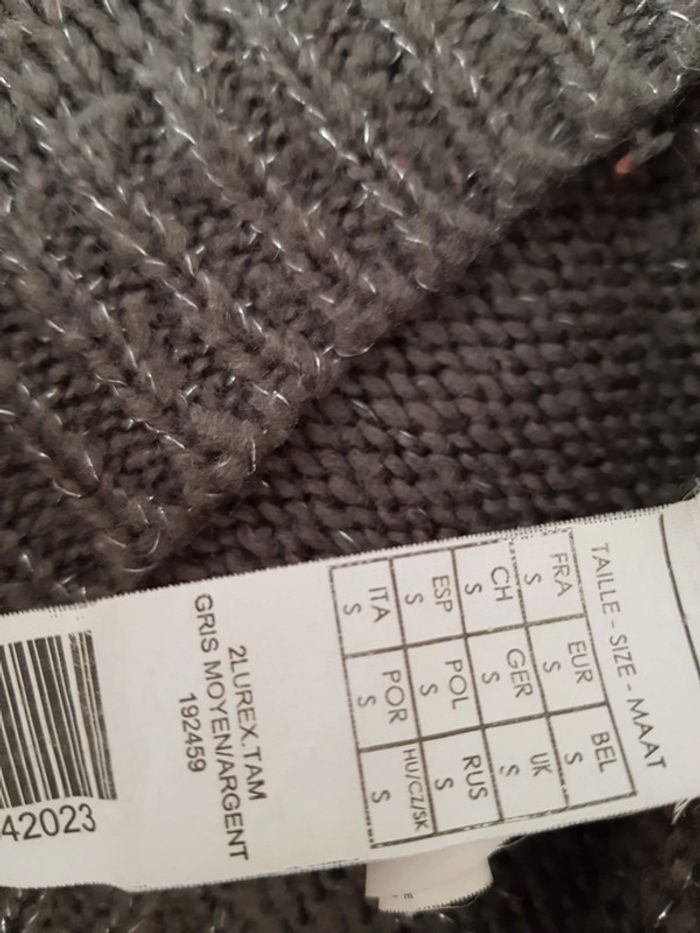 TAILLE - SIZE - MAAT
FRA EUR BEL
S S S
CH GER UK
S S S
ESP POL RUS
S S S
ITA POR HU/CZ/SK
S S S
2LUREX.TAM
GRIS MOYEN/ARGENT
192459
42023